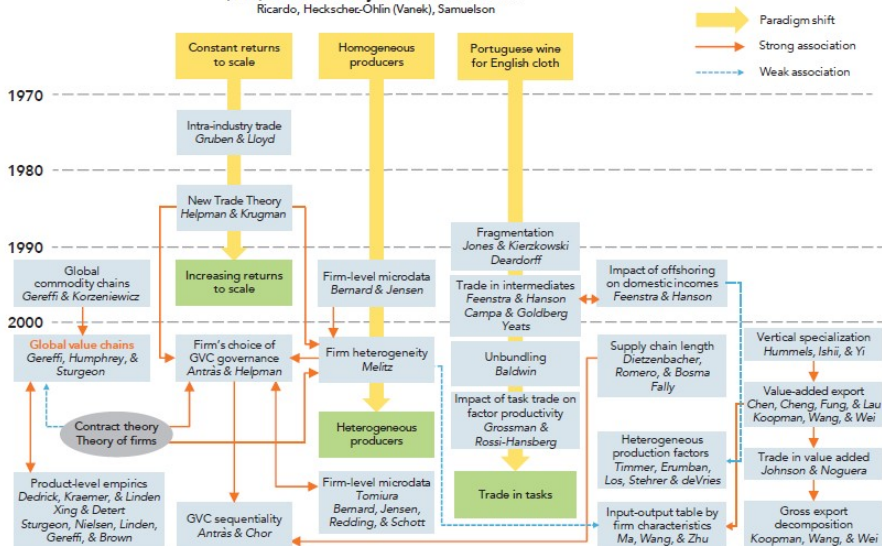 Ricardo, Heckscher-Ohlin (Vanek), Samuelson
Paradigm shift
Strong association
Weak association
Constant returns
to scale
Homogeneous
producers
Portuguese wine
for English cloth
1970
Intra-industry trade
Gruben & Lloyd
1980
New Trade Theory
Helpman & Krugman
Fragmentation
Jones & Kierzkowski
Deardorff
1990
Global
commodity chains
Gereffi & Korzeniewicz
Increasing returns
to scale
Firm-level microdata
Bernard & Jensen
Trade in intermediates
Feenstra & Hanson
Campa & Goldberg
Yeats
Impact of offshoring
on domestic incomes
Feenstra & Hanson
2000
Global value chains
Gereffi, Humphrey, &
Sturgeon
Firm's choice of
GVC governance
Antràs & Helpman
Firm heterogeneity
Melitz
Unbundling
Baldwin
Supply chain length
Dietzenbacher,
Romero, & Bosma
Fally
Vertical specialization
Hummels, Ishii, & Yi
Contract theory
Theory of firms
Heterogeneous
producers
Impact of task trade on
factor productivity
Grossman &
Rossi-Hansberg
Value-added export
Chen, Cheng, Fung, & Lau
Koopman, Wang, & Wei
Heterogeneous
production factors
Timmer, Erumban,
Los, Stehrer & deVries
Trade in value added
Johnson & Noguera
Product-level empirics
Dedrick, Kraemer, & Linden
Xing & Detert
Sturgeon, Nielsen, Linden,
Gereffi, & Brown
GVC sequentiality
Antràs & Chor
Firm-level microdata
Tomiura
Bernard, Jensen,
Redding, & Schott
Trade in tasks
Input-output table by
firm characteristics
Ma, Wang, & Zhu
Gross export
decomposition
Koopman, Wang, & Wei